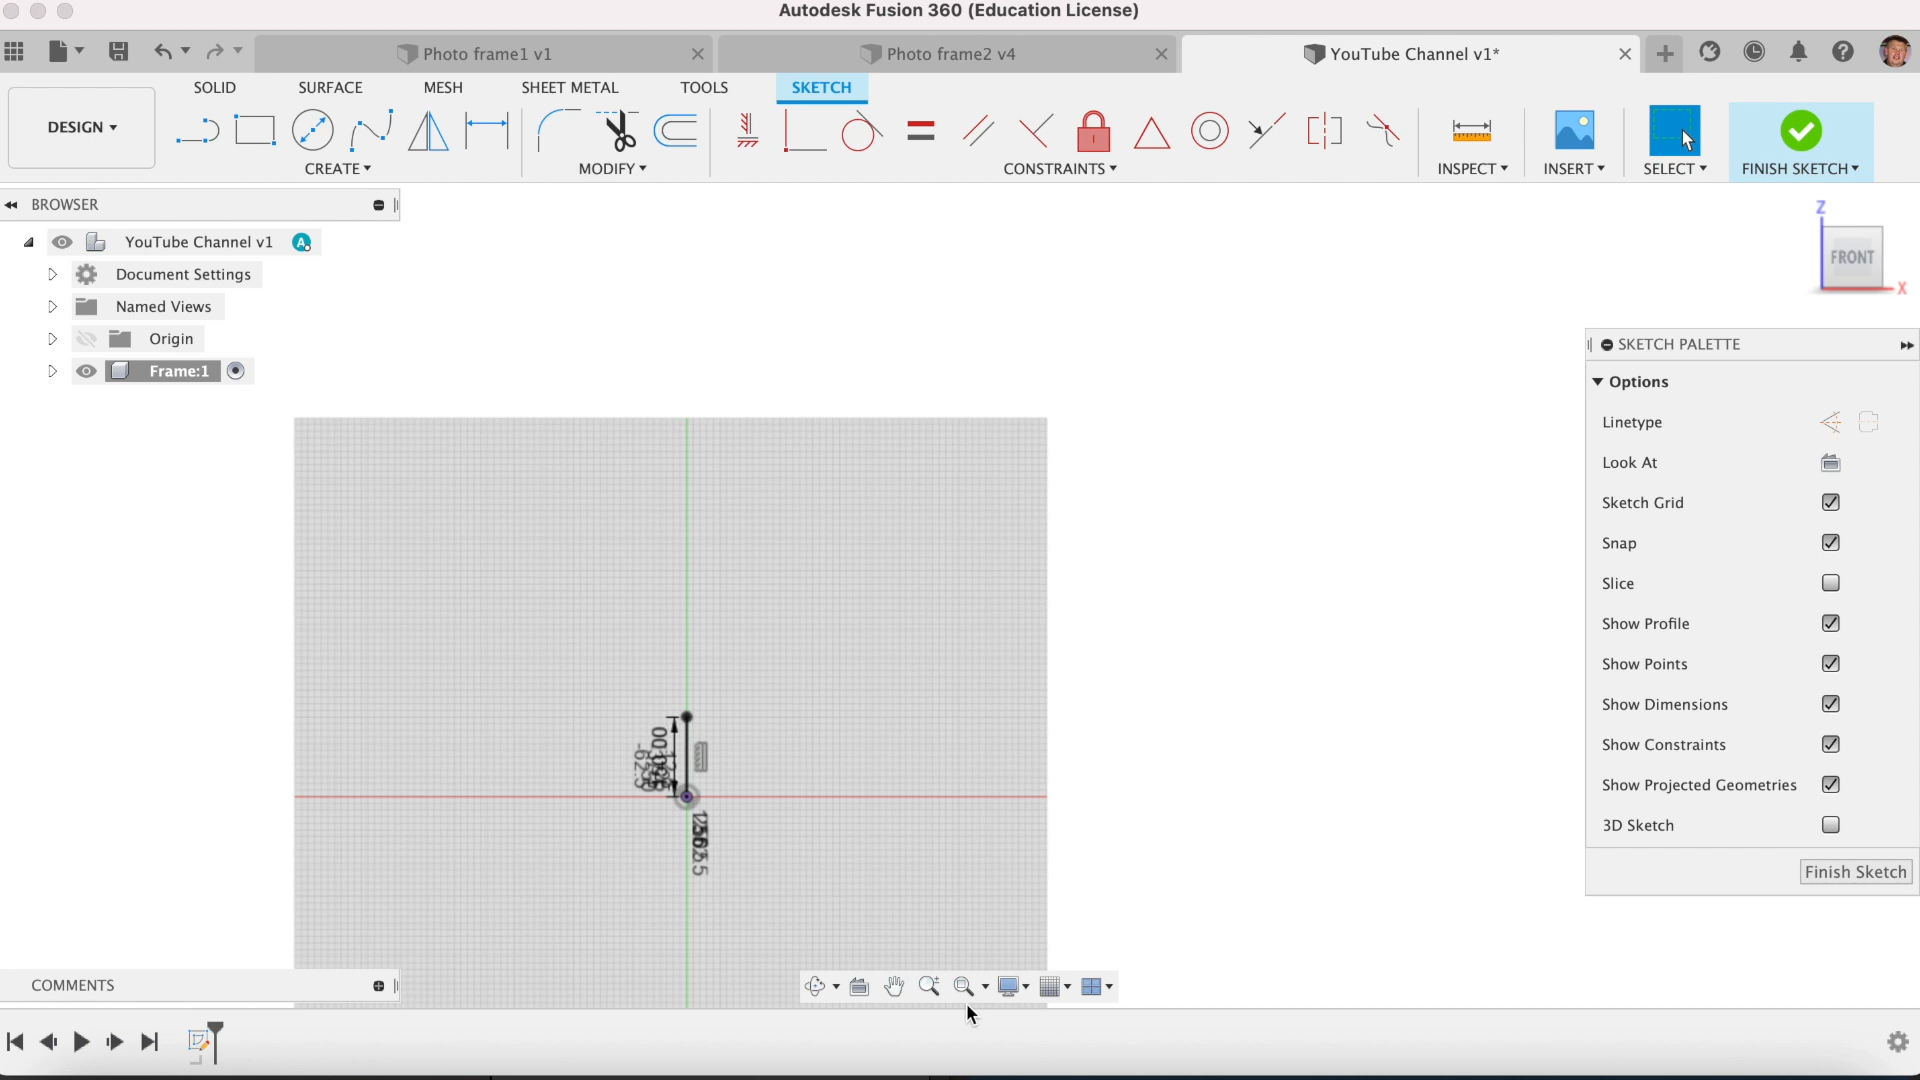 Autodesk Fusion 360 (Education License)
Photo frame1 v1
Photo frame2 v4
YouTube Channel v1*
SOLID
SURFACE
MESH
SHEET METAL
TOOLS
SKETCH
DESIGN
CREATE
MODIFY
CONSTRAINTS
INSPECT
INSERT
SELECT
FINISH SKETCH
BROWSER
YouTube Channel v1
A
Document Settings
Named Views
Origin
Frame:1
Z
FRONT
X
SKETCH PALETTE
Options
Linetype
Look At
Sketch Grid
Snap
Slice
Show Profile
Show Points
Show Dimensions
Show Constraints
Show Projected Geometries
3D Sketch
Finish Sketch
COMMENTS